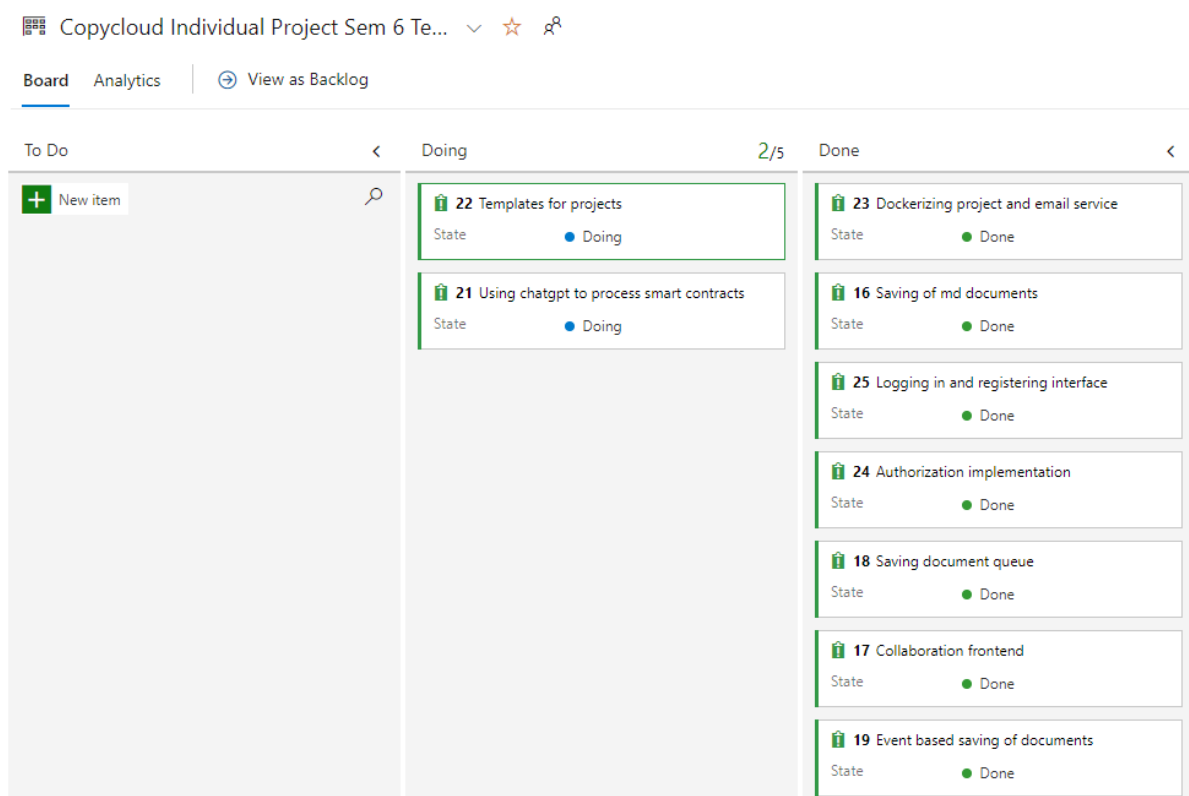 Copycloud Individual Project Sem 6 Te...
Board Analytics View as Backlog
To Do
New item
Doing 2/5
22 Templates for projects
State Doing
21 Using chatgpt to process smart contracts
State Doing
Done
23 Dockerizing project and email service
State Done
16 Saving of md documents
State Done
25 Logging in and registering interface
State Done
24 Authorization implementation
State Done
18 Saving document queue
State Done
17 Collaboration frontend
State Done
19 Event based saving of documents
State Done